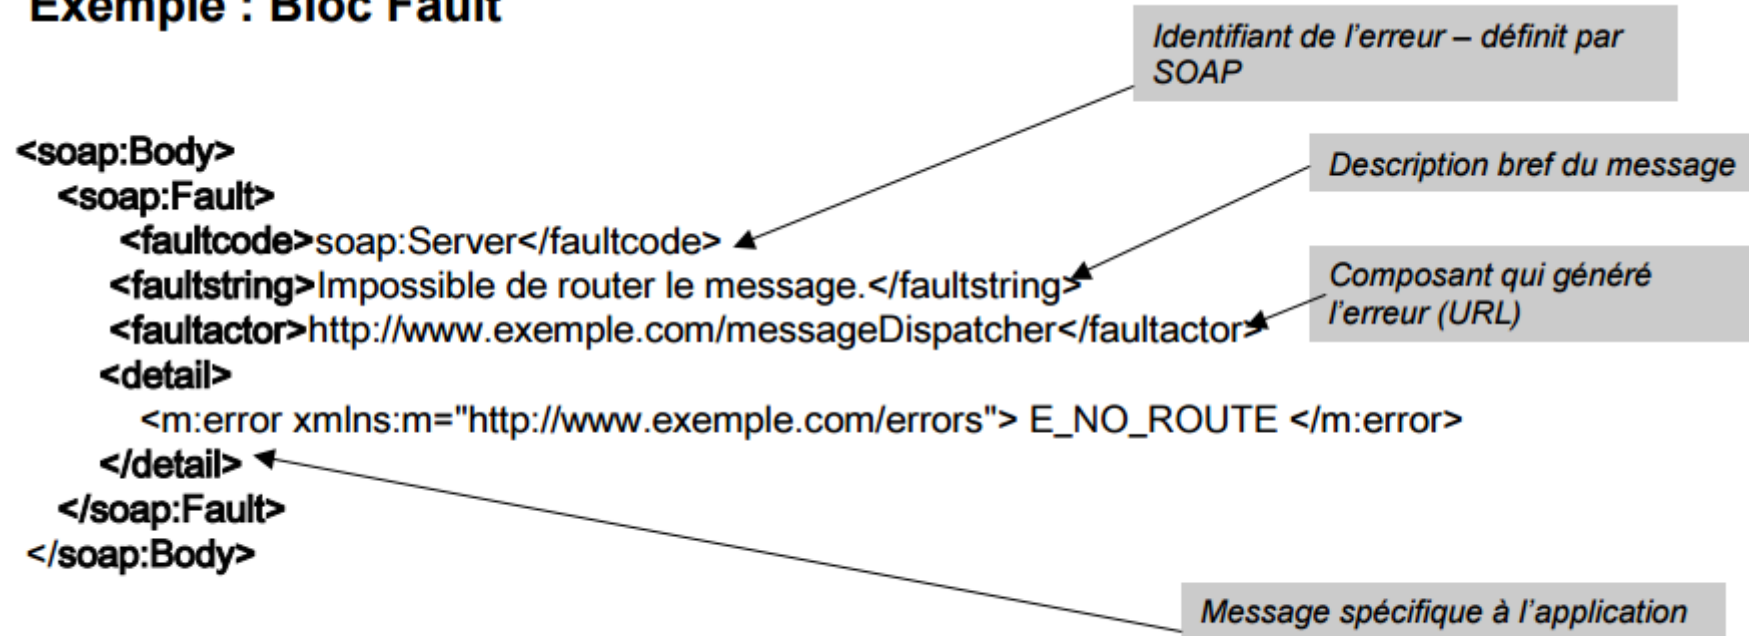 Exemple : Bloc Fault
Identifiant de l'erreur – définit par
SOAP
<soap:Body>
Description bref du message
<soap:Fault>
<faultcode>soap:Server</faultcode>
<faultstring>Impossible de router le message.</faultstring>
Composant qui généré
l'erreur (URL)
<faultactor>http://www.exemple.com/messageDispatcher</faultactor>
<detail>
<m:error xmlns:m="http://www.exemple.com/errors"> E_NO_ROUTE </m:error>
</detail>
</soap:Fault>
</soap:Body>
Message spécifique à l'application